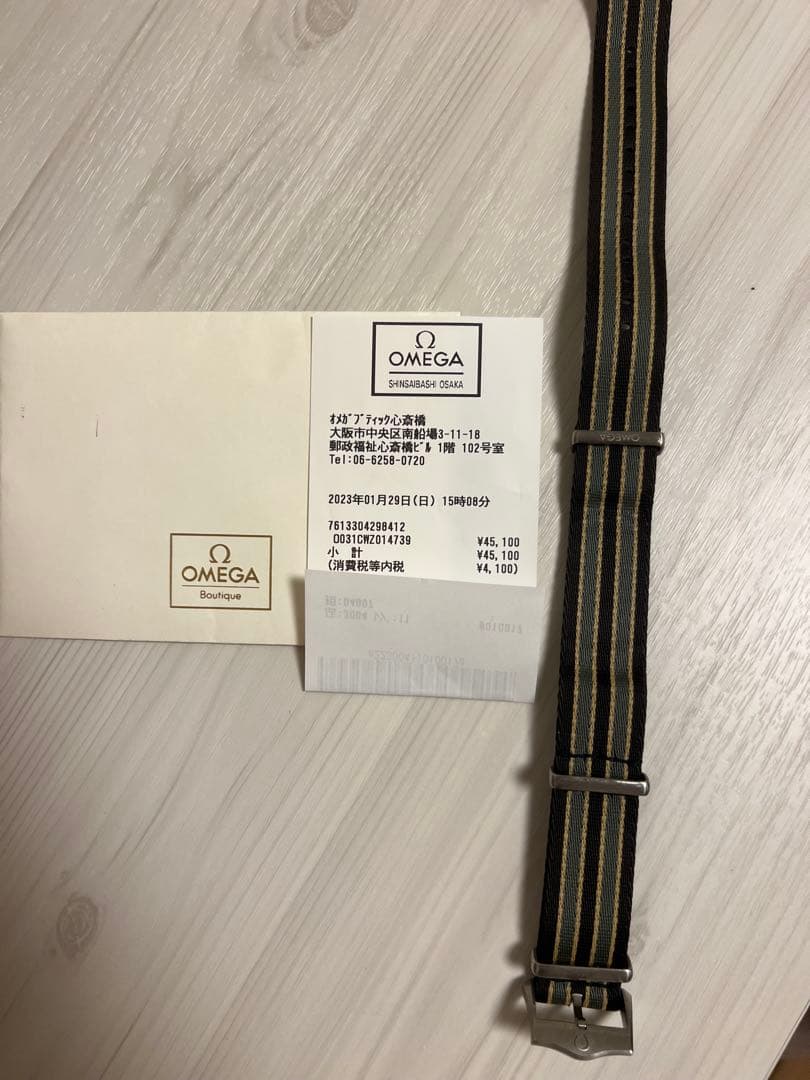 Ω
OMEGA
SHINSAIBASHI OSAKA
ｵﾒｶﾞﾌﾞティック心斎橋
大阪市中央区南船場3-11-18
郵政福祉心斎橋ﾋﾞﾙ 1階 102号室
Tel:06-6258-0720
2023年01月29日(日) 15時08分
7613304298412
0031CWZ014739 ¥45,100
小 計 ¥45,100
(消費税等内税 ¥4,100)
Ω
OMEGA
Boutique
OMEGA